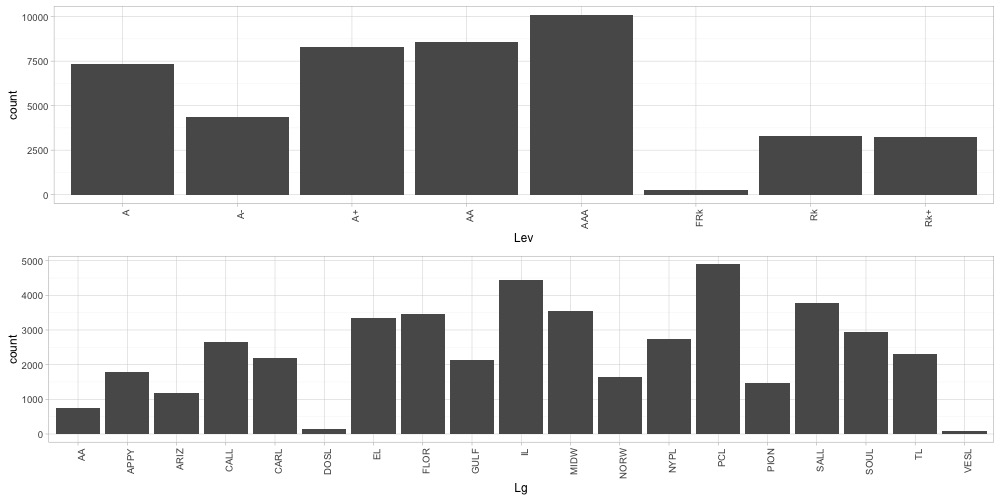 10000
7500
5000
2500
0
count
A
A-
A+
AA
AAA
FRk
Rk
Rk+
Lev
5000
4000
3000
2000
1000
0
count
AA
APPY
ARIZ
CALL
CARL
DOSL
EL
FLOR
GULF
IL
MIDW
NORW
NYPL
PCL
PION
SALL
SOUL
TL
VESL
Lg